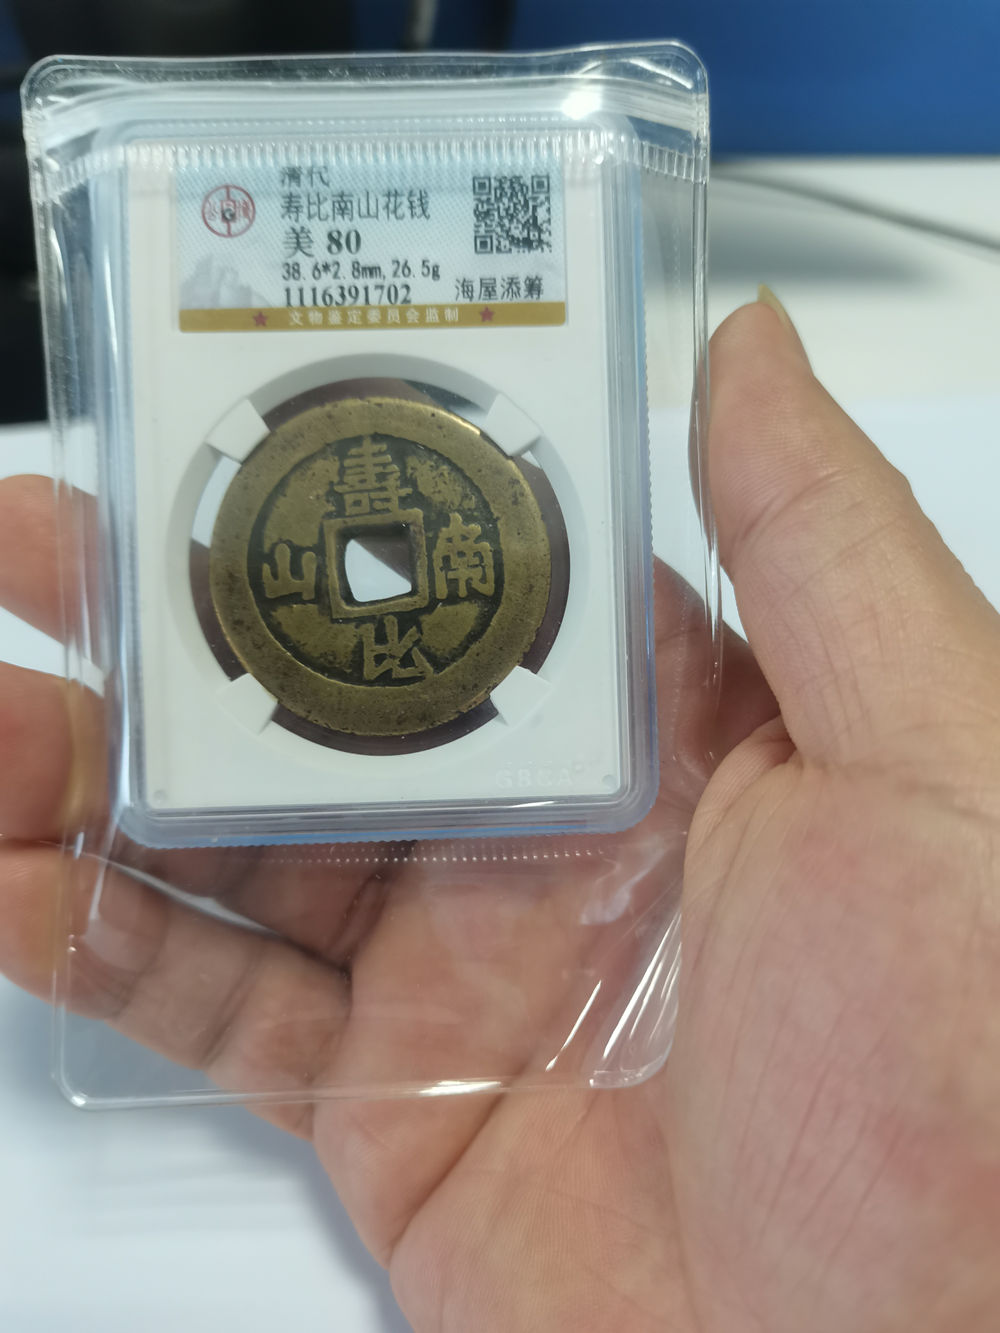 清代
寿比南山花钱
美 80
38.6*2.8mm,26.5g
1116391702 海屋添筹
★ 文物鉴定委员会监制 ★
壽
山 南
比
GBCA